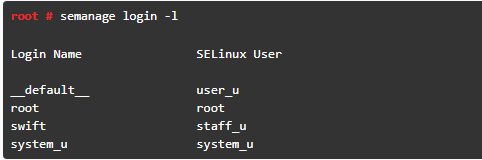 root # semanage login -l
Login Name SELinux User
__default__ user_u
root root
swift staff_u
system_u system_u